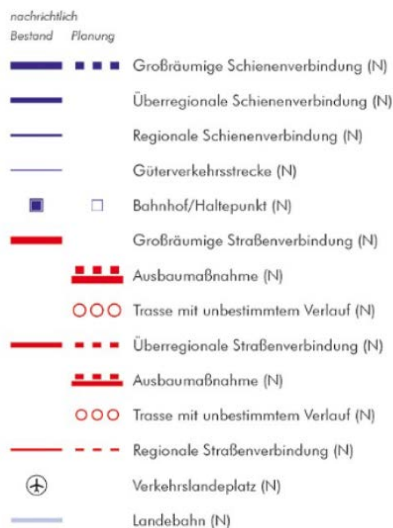 nachrichtlich
Bestand Planung
Großräumige Schienenverbindung (N)
Überregionale Schienenverbindung (N)
Regionale Schienenverbindung (N)
Güterverkehrsstrecke (N)
Bahnhof/Haltepunkt (N)
Großräumige Straßenverbindung (N)
Ausbaumaßnahme (N)
Trasse mit unbestimmtem Verlauf (N)
Überregionale Straßenverbindung (N)
Ausbaumaßnahme (N)
Trasse mit unbestimmtem Verlauf (N)
Regionale Straßenverbindung (N)
Verkehrslandeplatz (N)
Landebahn (N)